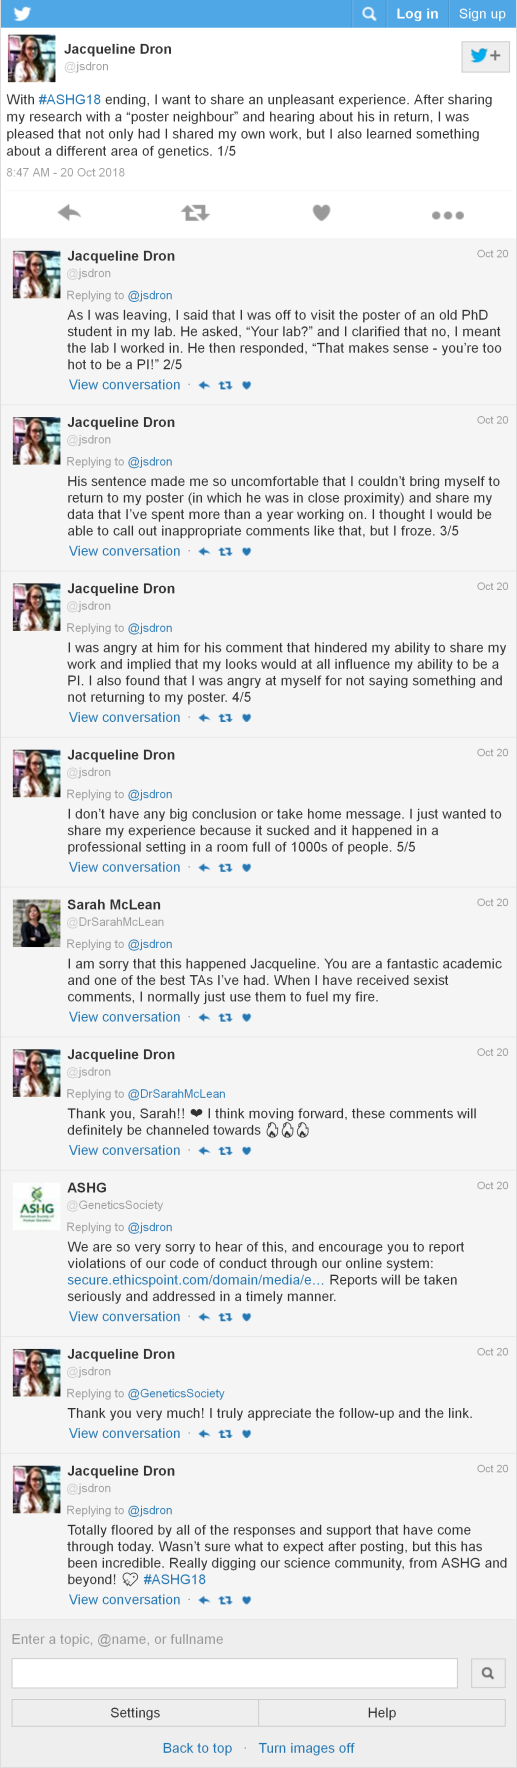 Log in
Sign up
Jacqueline Dron
@jsdron
With #ASHG18 ending, I want to share an unpleasant experience. After sharing
my research with a “poster neighbour” and hearing about his in return, I was
pleased that not only had I shared my own work, but I also learned something
about a different area of genetics. 1/5
8:47 AM - 20 Oct 2018
Jacqueline Dron
Oct 20
@jsdron
Replying to @jsdron
As I was leaving, I said that I was off to visit the poster of an old PhD
student in my lab. He asked, “Your lab?” and I clarified that no, I meant
the lab I worked in. He then responded, “That makes sense - you’re too
hot to be a PI!” 2/5
View conversation ·
Jacqueline Dron
Oct 20
@jsdron
Replying to @jsdron
His sentence made me so uncomfortable that I couldn’t bring myself to
return to my poster (in which he was in close proximity) and share my
data that I’ve spent more than a year working on. I thought I would be
able to call out inappropriate comments like that, but I froze. 3/5
View conversation ·
Jacqueline Dron
Oct 20
@jsdron
Replying to @jsdron
I was angry at him for his comment that hindered my ability to share my
work and implied that my looks would at all influence my ability to be a
PI. I also found that I was angry at myself for not saying something and
not returning to my poster. 4/5
View conversation ·
Jacqueline Dron
Oct 20
@jsdron
Replying to @jsdron
I don’t have any big conclusion or take home message. I just wanted to
share my experience because it sucked and it happened in a
professional setting in a room full of 1000s of people. 5/5
View conversation ·
Sarah McLean
Oct 20
@DrSarahMcLean
Replying to @jsdron
I am sorry that this happened Jacqueline. You are a fantastic academic
and one of the best TAs I’ve had. When I have received sexist
comments, I normally just use them to fuel my fire.
View conversation ·
Jacqueline Dron
Oct 20
@jsdron
Replying to @DrSarahMcLean
Thank you, Sarah!! ❤ I think moving forward, these comments will
definitely be channeled towards 🔥🔥🔥
View conversation ·
ASHG
Oct 20
ASHG
@GeneticsSociety
Replying to @jsdron
We are so very sorry to hear of this, and encourage you to report
violations of our code of conduct through our online system:
secure.ethicspoint.com/domain/media/e… Reports will be taken
seriously and addressed in a timely manner.
View conversation ·
Jacqueline Dron
Oct 20
@jsdron
Replying to @GeneticsSociety
Thank you very much! I truly appreciate the follow-up and the link.
View conversation ·
Jacqueline Dron
Oct 20
@jsdron
Replying to @jsdron
Totally floored by all of the responses and support that have come
through today. Wasn’t sure what to expect after posting, but this has
been incredible. Really digging our science community, from ASHG and
beyond! 💖 #ASHG18
View conversation ·
Enter a topic, @name, or fullname
Settings
Help
Back to top · Turn images off